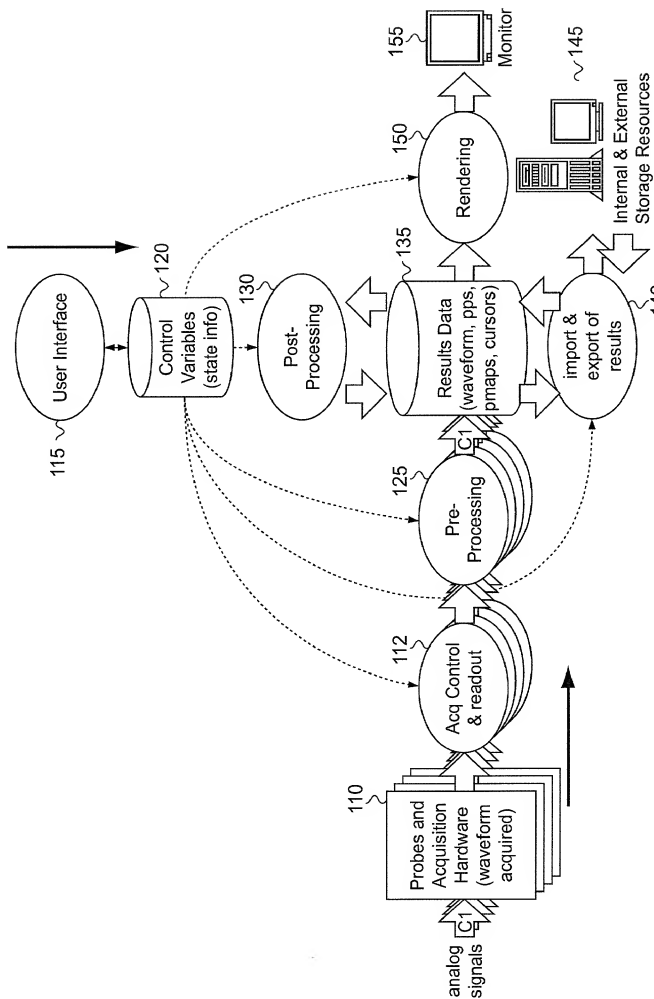 115
User Interface
120
Control
Variables
(state info)
130
Post-
Processing
135
Results Data
(waveform, pps,
pmaps, cursors)
150
Rendering
155
Monitor
145
Internal & External
Storage Resources
import &
export of
results
analog
signals
C1
110
Probes and
Acquisition
Hardware
(waveform
acquired)
112
Acq Control
& readout
125
Pre-
Processing
C1